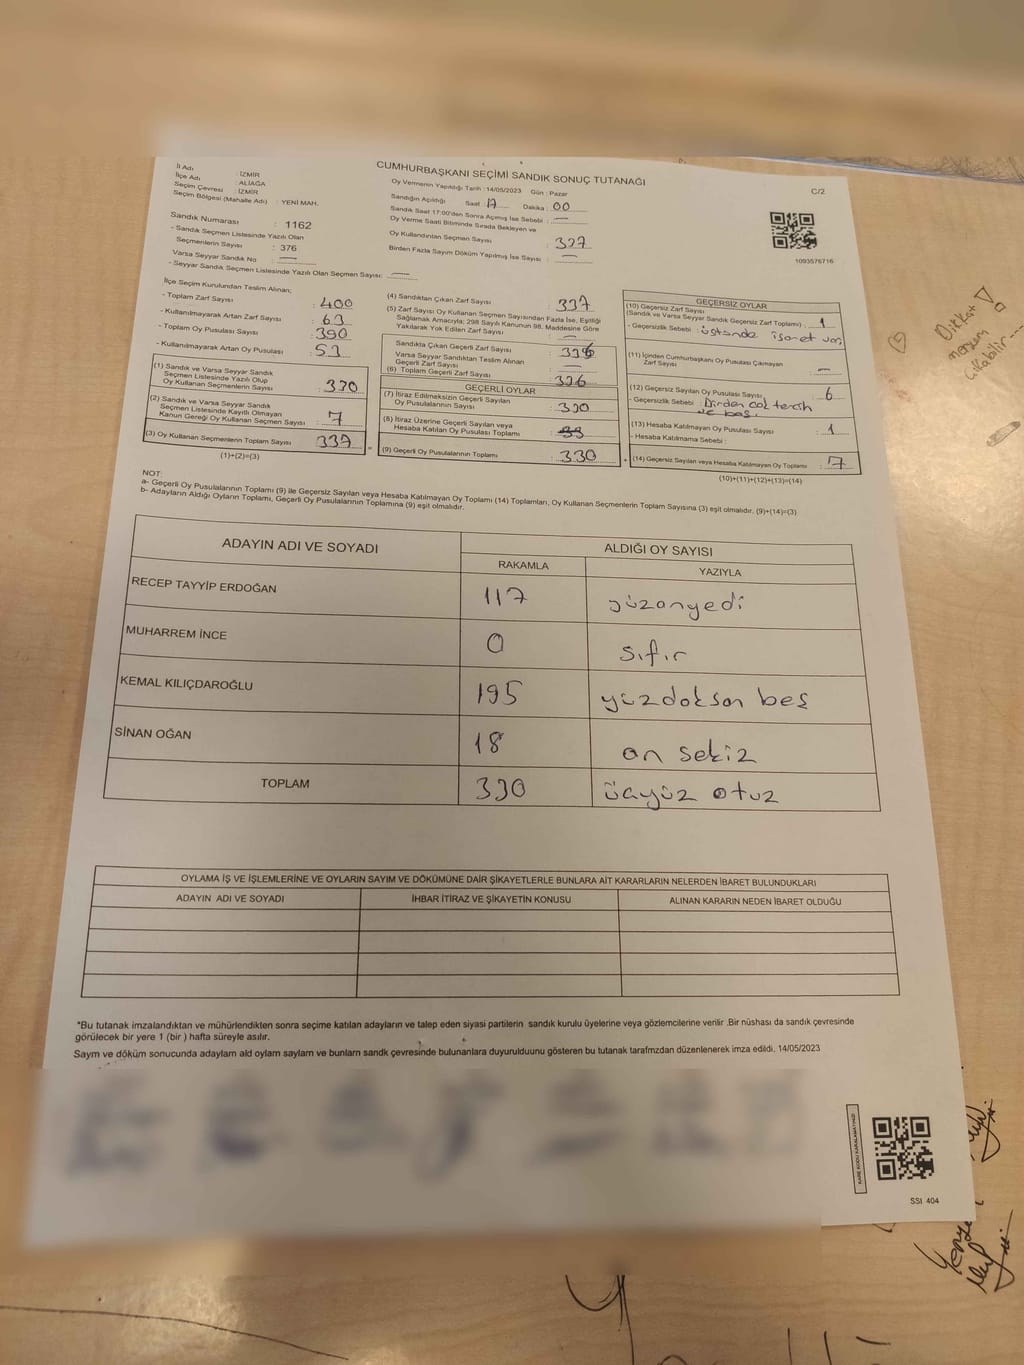 CUMHURBAŞKANI SEÇİMİ SANDIK SONUÇ TUTANAĞI
C/2
İl Adı : İZMİR
İlçe Adı : ALİAĞA
Seçim Çevresi : İZMİR
Seçim Bölgesi (Mahalle Adı) : YENİ MAH.
Sandık Numarası : 1162
- Sandık Seçmen Listesinde Yazılı Olan
Seçmenlerin Sayısı : 376
Varsa Seyyar Sandık No : —
- Seyyar Sandık Seçmen Listesinde Yazılı Olan Seçmen Sayısı: —
Oy Vermenin Yapıldığı Tarih :14/05/2023 Gün : Pazar
Sandığın Açıldığı Saat : 17 Dakika : 00
Sandık Saat 17:00'den Sonra Açılmış İse Sebebi : —
Oy Verme Saati Bitiminde Sırada Bekleyen ve
Oy Kullandırılan Seçmen Sayısı : 337
Birden Fazla Sayım Döküm Yapılmış İse Sayısı : —
1093576716
İlçe Seçim Kurulundan Teslim Alınan;
- Toplam Zarf Sayısı : 400
- Kullanılmayarak Artan Zarf Sayısı : 63
- Toplam Oy Pusulası Sayısı : 390
- Kullanılmayarak Artan Oy Pusulası : 53
(1) Sandık ve Varsa Seyyar Sandık
Seçmen Listesinde Yazılı Olup
Oy Kullanan Seçmenlerin Sayısı : 330
(2) Sandık ve Varsa Seyyar Sandık
Seçmen Listesinde Kayıtlı Olmayan
Kanun Gereği Oy Kullanan Seçmen Sayısı : 7
(3) Oy Kullanan Seçmenlerin Toplam Sayısı : 337
(1)+(2)=(3)
(4) Sandıktan Çıkan Zarf Sayısı : 337
(5) Zarf Sayısı Oy Kullanan Seçmen Sayısından Fazla İse, Eşitliği
Sağlamak Amacıyla; 298 Sayılı Kanunun 98. Maddesine Göre
Yakılarak Yok Edilen Zarf Sayısı : —
Sandıkta Çıkan Geçerli Zarf Sayısı : 336
Varsa Seyyar Sandıktan Teslim Alınan
Geçerli Zarf Sayısı : —
(6) Toplam Geçerli Zarf Sayısı : 336
GEÇERLİ OYLAR
(7) İtiraz Edilmeksizin Geçerli Sayılan
Oy Pusulalarının Sayısı : 330
(8) İtiraz Üzerine Geçerli Sayılan veya
Hesaba Katılan Oy Pusulası Toplamı :
(9) Geçerli Oy Pusulalarının Toplamı : 330
GEÇERSİZ OYLAR
(10) Geçersiz Zarf Sayısı
(Sandık ve Varsa Seyyar Sandık Geçersiz Zarf Toplamı) : 1
- Geçersizlik Sebebi : üstünde işaret var
(11) İçinden Cumhurbaşkanı Oy Pusulası Çıkmayan
Zarf Sayısı : —
(12) Geçersiz Sayılan Oy Pusulası Sayısı : 6
- Geçersizlik Sebebi : Birden çok tercih
ve boş.
(13) Hesaba Katılmayan Oy Pusulası Sayısı : 1
- Hesaba Katılmama Sebebi :
(14) Geçersiz Sayılan veya Hesaba Katılmayan Oy Toplamı : 7
(10)+(11)+(12)+(13)=(14)
NOT:
a- Geçerli Oy Pusulalarının Toplamı (9) ile Geçersiz Sayılan veya Hesaba Katılmayan Oy Toplamı (14) Toplamları, Oy Kullanan Seçmenlerin Toplam Sayısına (3) eşit olmalıdır. (9)+(14)=(3)
b- Adayların Aldığı Oyların Toplamı, Geçerli Oy Pusulalarının Toplamına (9) eşit olmalıdır.
ADAYIN ADI VE SOYADI
ALDIĞI OY SAYISI
RAKAMLA YAZIYLA
RECEP TAYYİP ERDOĞAN 117 yüzonyedi
MUHARREM İNCE 0 sıfır
KEMAL KILIÇDAROĞLU 195 yüzdoksan beş
SİNAN OĞAN 18 on sekiz
TOPLAM 330 üçyüz otuz
OYLAMA İŞ VE İŞLEMLERİNE VE OYLARIN SAYIM VE DÖKÜMÜNE DAİR ŞİKAYETLERLE BUNLARA AİT KARARLARIN NELERDEN İBARET BULUNDUKLARI
ADAYIN ADI VE SOYADI İHBAR İTİRAZ VE ŞİKAYETİN KONUSU ALINAN KARARIN NEDEN İBARET OLDUĞU
*Bu tutanak imzalandıktan ve mühürlendikten sonra seçime katılan adayların ve talep eden siyasi partilerin sandık kurulu üyelerine veya gözlemcilerine verilir .Bir nüshası da sandık çevresinde
görülecek bir yere 1 (bir ) hafta süreyle asılır.
Sayım ve döküm sonucunda adaylam ald oylam saylam ve bunlam sandk çevresinde bulunanlara duyurulduunu gösteren bu tutanak tarafmzdan düzenlenerek imza edildi. 14/05/2023
KARE KODU KARALAMAYINIZ!
SSI 404
Dikkat